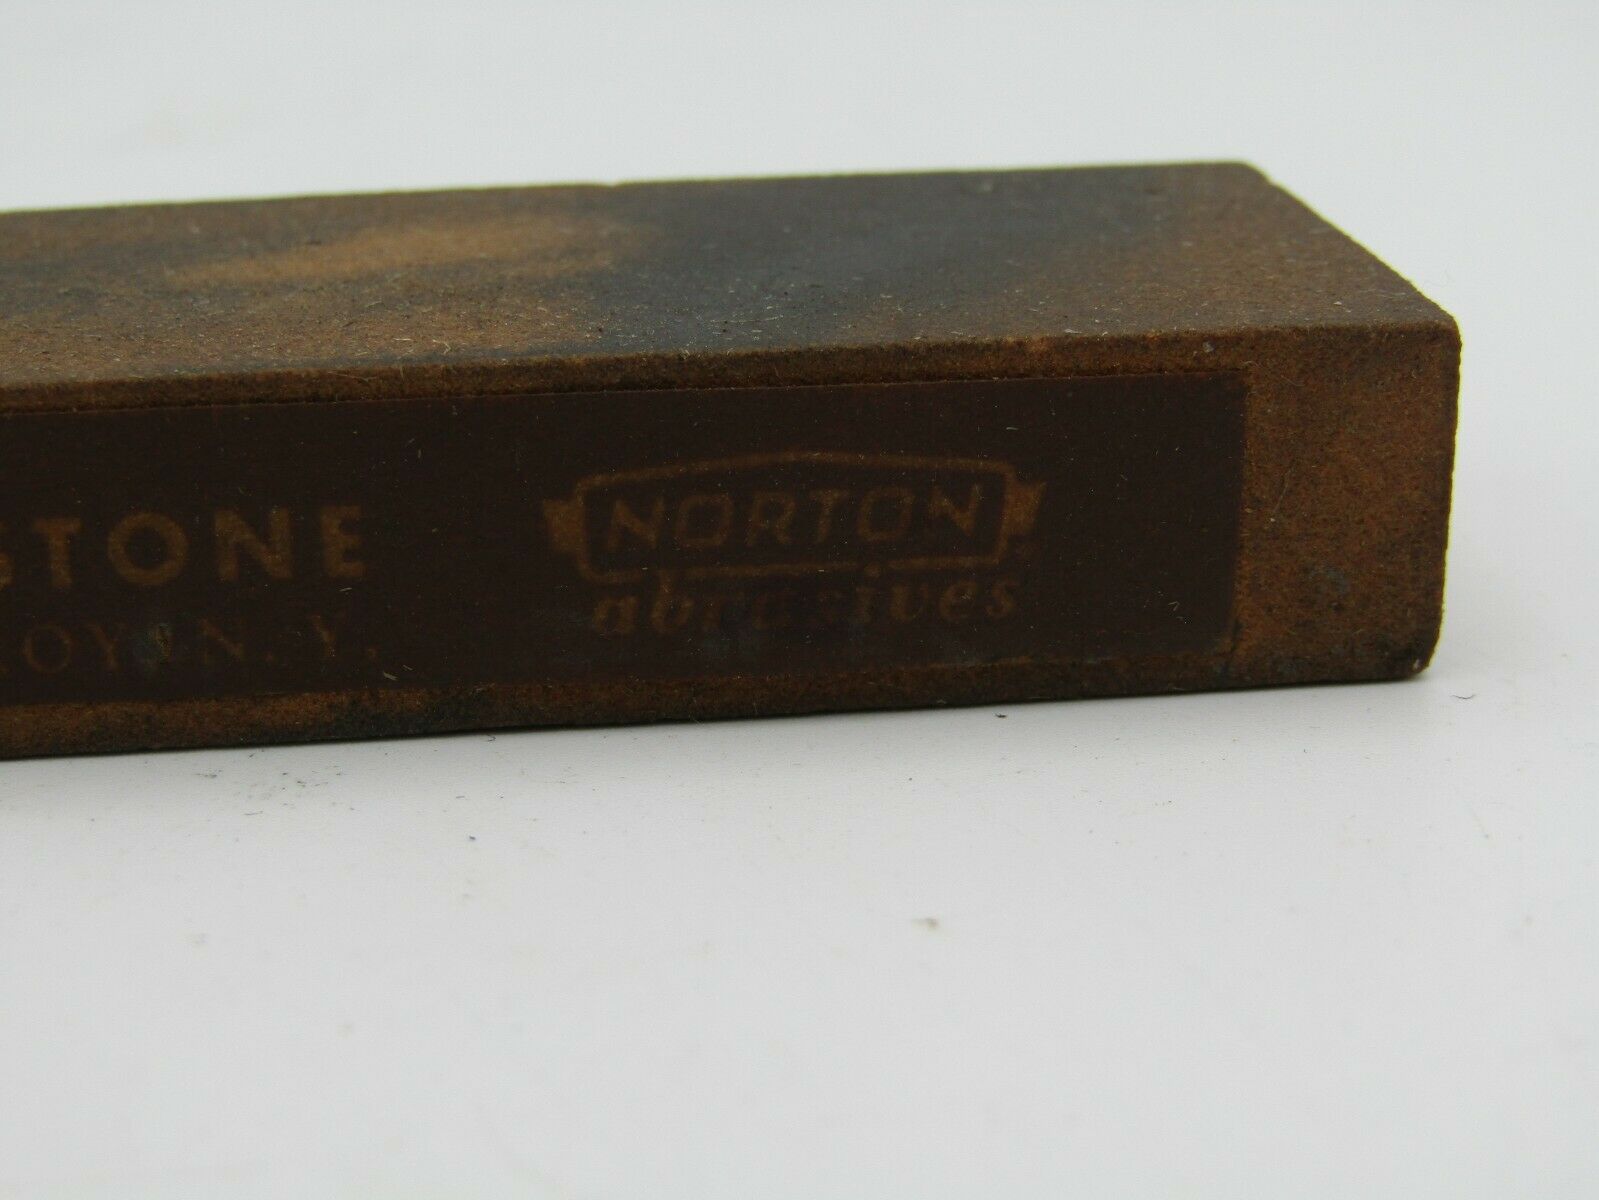 STONE
ROY, N. Y.
NORTON
abrasives